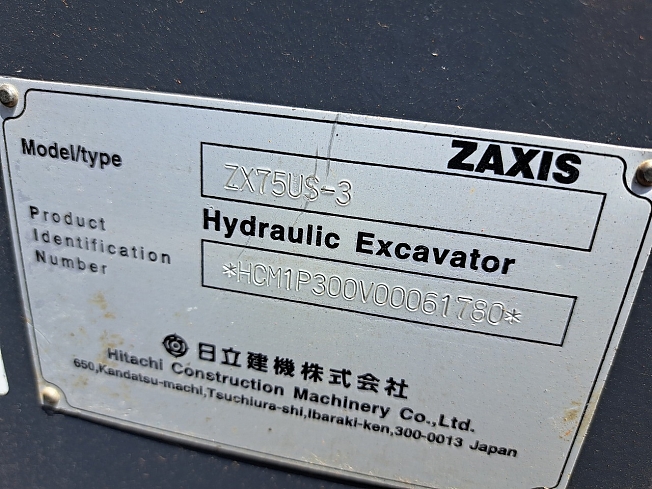 ZAXIS
Model/type
ZX75US-3
Hydraulic Excavator
Product
Identification
Number
*HCM1P300V00061780*
日立建機株式会社
Hitachi Construction Machinery Co.,Ltd.
650,Kandatsu-machi,Tsuchiura-shi,Ibaraki-ken,300-0013 Japan